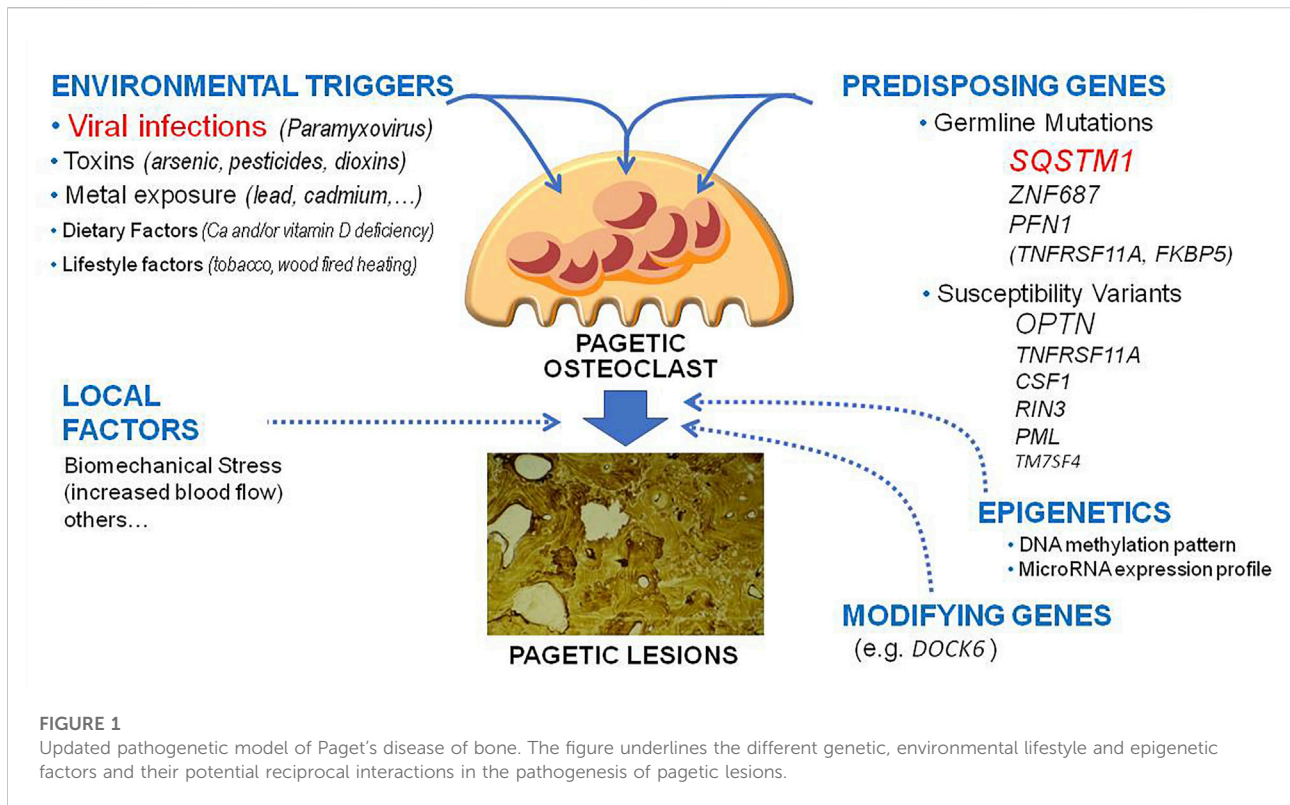 ENVIRONMENTAL TRIGGERS
• Viral infections (Paramyxovirus)
• Toxins (arsenic, pesticides, dioxins)
• Metal exposure (lead, cadmium,...)
• Dietary Factors (Ca and/or vitamin D deficiency)
• Lifestyle factors (tobacco, wood fired heating)
PREDISPOSING GENES
• Germline Mutations
SQSTM1
ZNF687
PFN1
(TNFRSF11A, FKBP5)
• Susceptibility Variants
OPTN
TNFRSF11A
CSF1
RIN3
PML
TM7SF4
PAGETIC
OSTEOCLAST
LOCAL
FACTORS
Biomechanical Stress
(increased blood flow)
others...
EPIGENETICS
• DNA methylation pattern
• MicroRNA expression profile
MODIFYING GENES
(e.g. DOCK6)
PAGETIC LESIONS
FIGURE 1
Updated pathogenetic model of Paget's disease of bone. The figure underlines the different genetic, environmental lifestyle and epigenetic
factors and their potential reciprocal interactions in the pathogenesis of pagetic lesions.